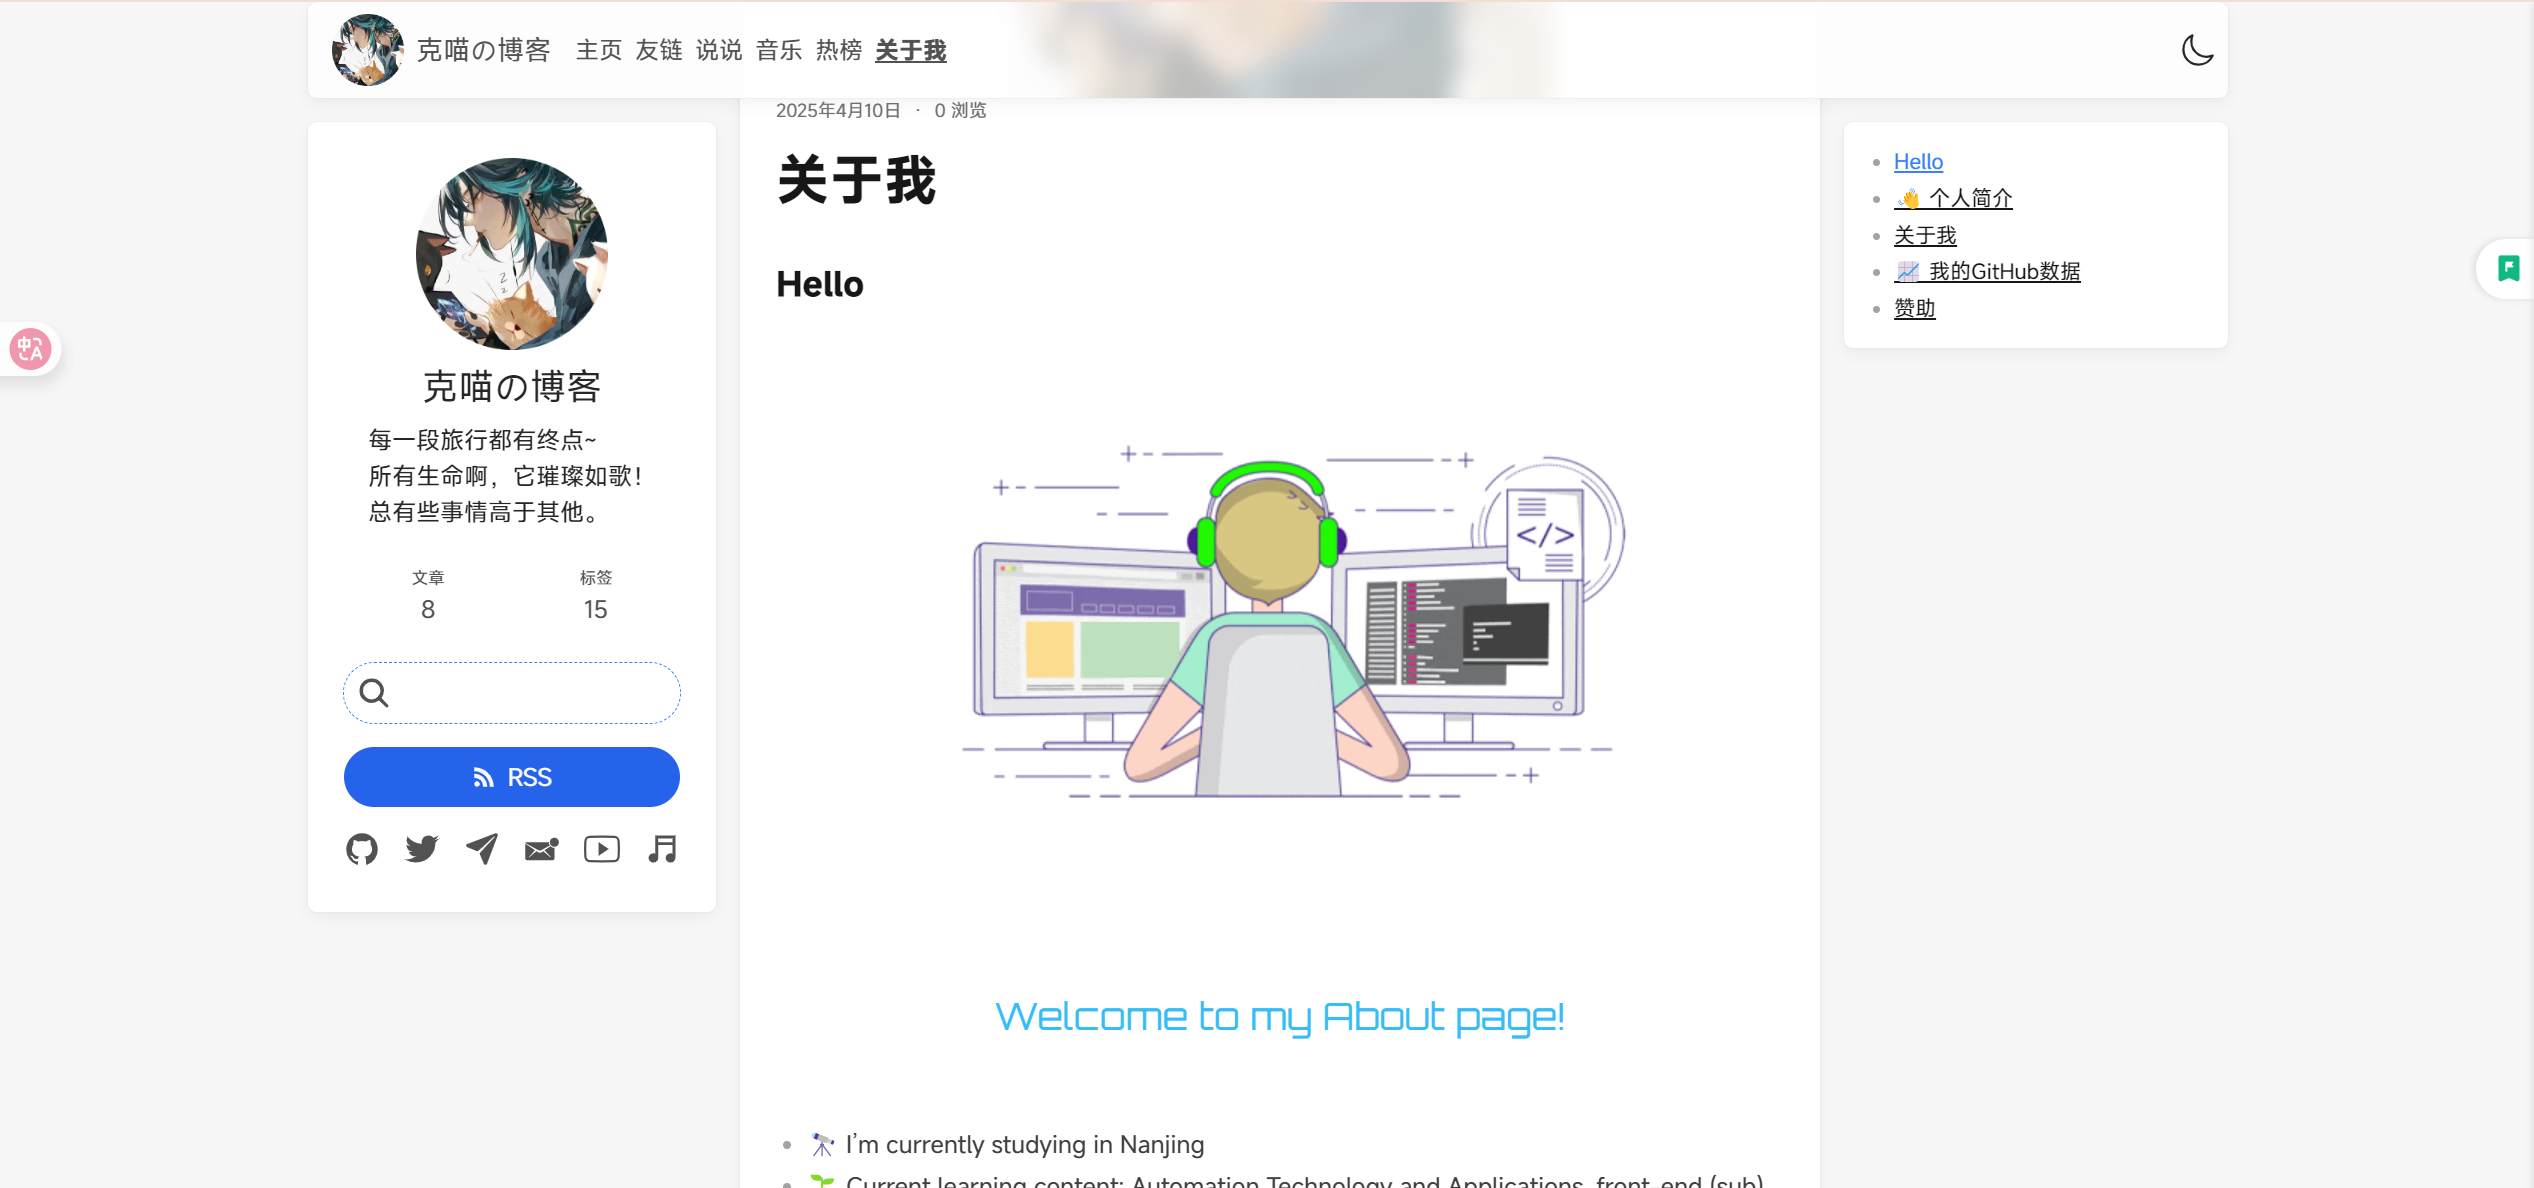 克喵の博客 主页 友链 说说 音乐 热榜 关于我
克喵の博客
每一段旅行都有终点~
所有生命啊，它璀璨如歌！
总有些事情高于其他。
文章 标签
8 15
RSS
2025年4月10日 · 0 浏览
关于我
Hello
</>
Welcome to my About page!
🔭 I’m currently studying in Nanjing
🌱 Current learning content: Automation Technology and Applications, front-end (sub)
Hello
👋 个人简介
关于我
📈 我的GitHub数据
赞助
中 A